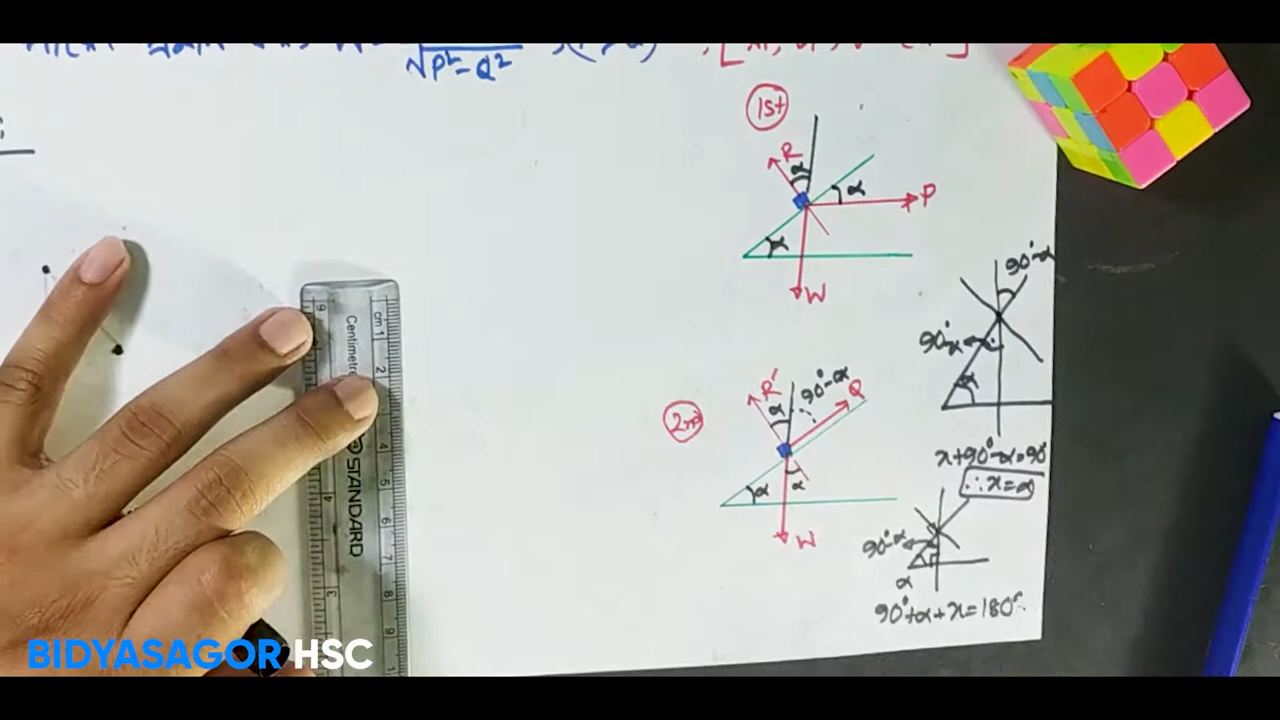 √P²-Q²
:
1st
R
α
α
P
α
W
90°-α
90°-α
α
2nd
R'
α
90°-α
Q
α
α
W
x+90°-α=90°
∴x=α
90°-α
α
90°+α+x=180°
Centimetre
cm 1
2
4
5
6
7
8
9
STANDARD
BIDYASAGOR HSC